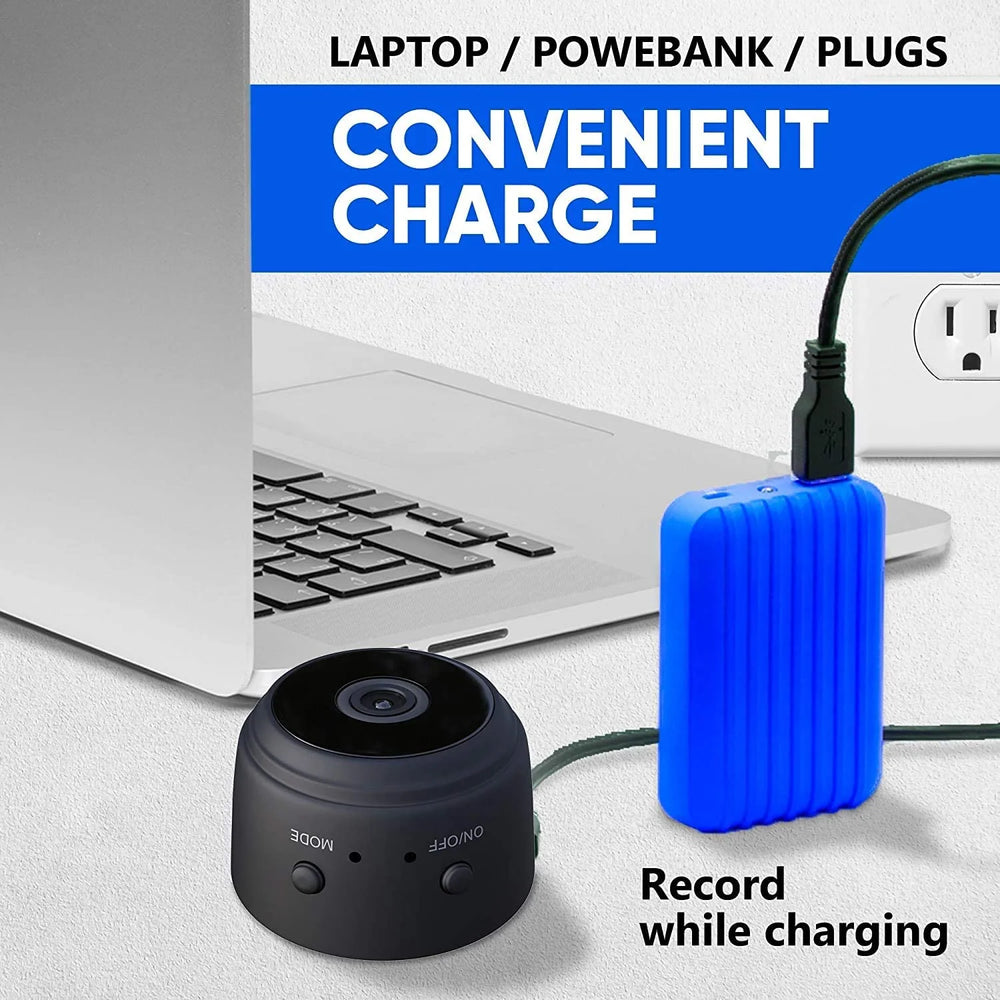 LAPTOP / POWEBANK / PLUGS
CONVENIENT
CHARGE
MODE
ON/OFF
Record
while charging